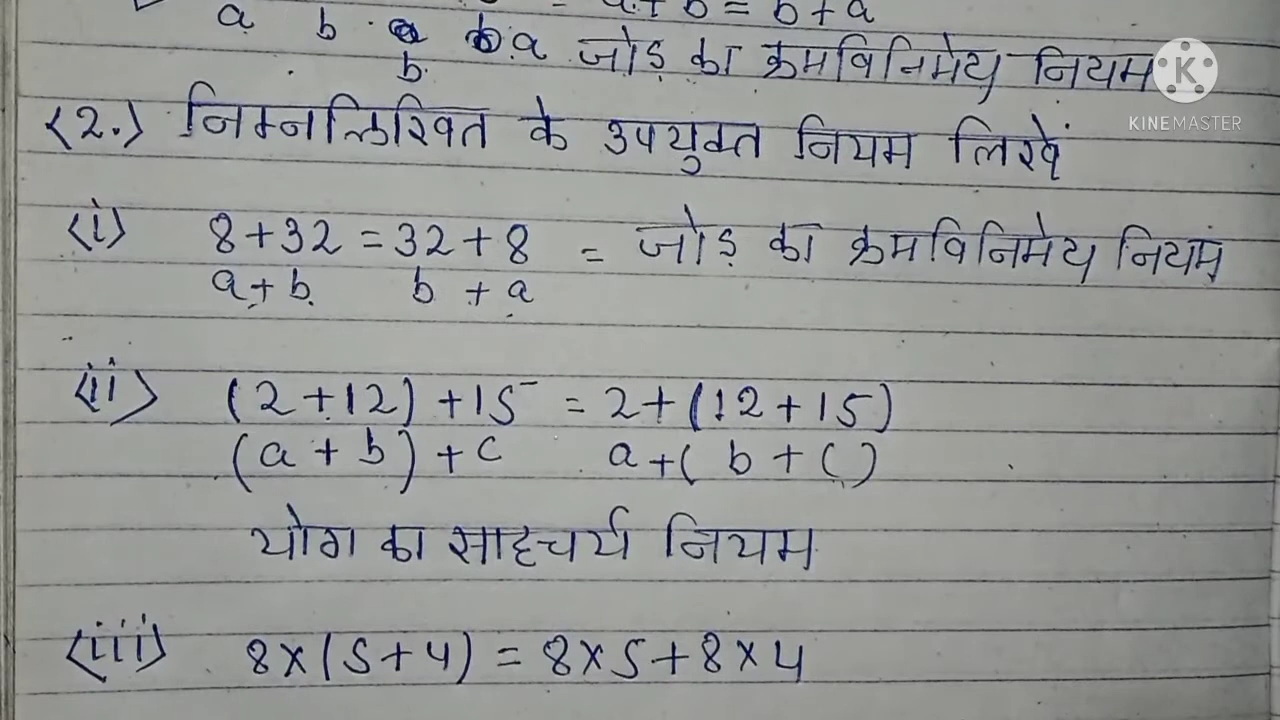 = a+b = b+a
a b a b a जोड़ का क्रमविनिमेय नियम
b
K
KINEMASTER
(2.) निम्नलिखित के उपयुक्त नियम लिखें
(i) 8+32 = 32+8 = जोड़ का क्रमविनिमेय नियम
a+b b+a
(ii) (2+12)+15 = 2+(12+15)
(a+b)+c a+(b+c)
योग का साहचर्य नियम
(iii) 8×(5+4) = 8×5+8×4